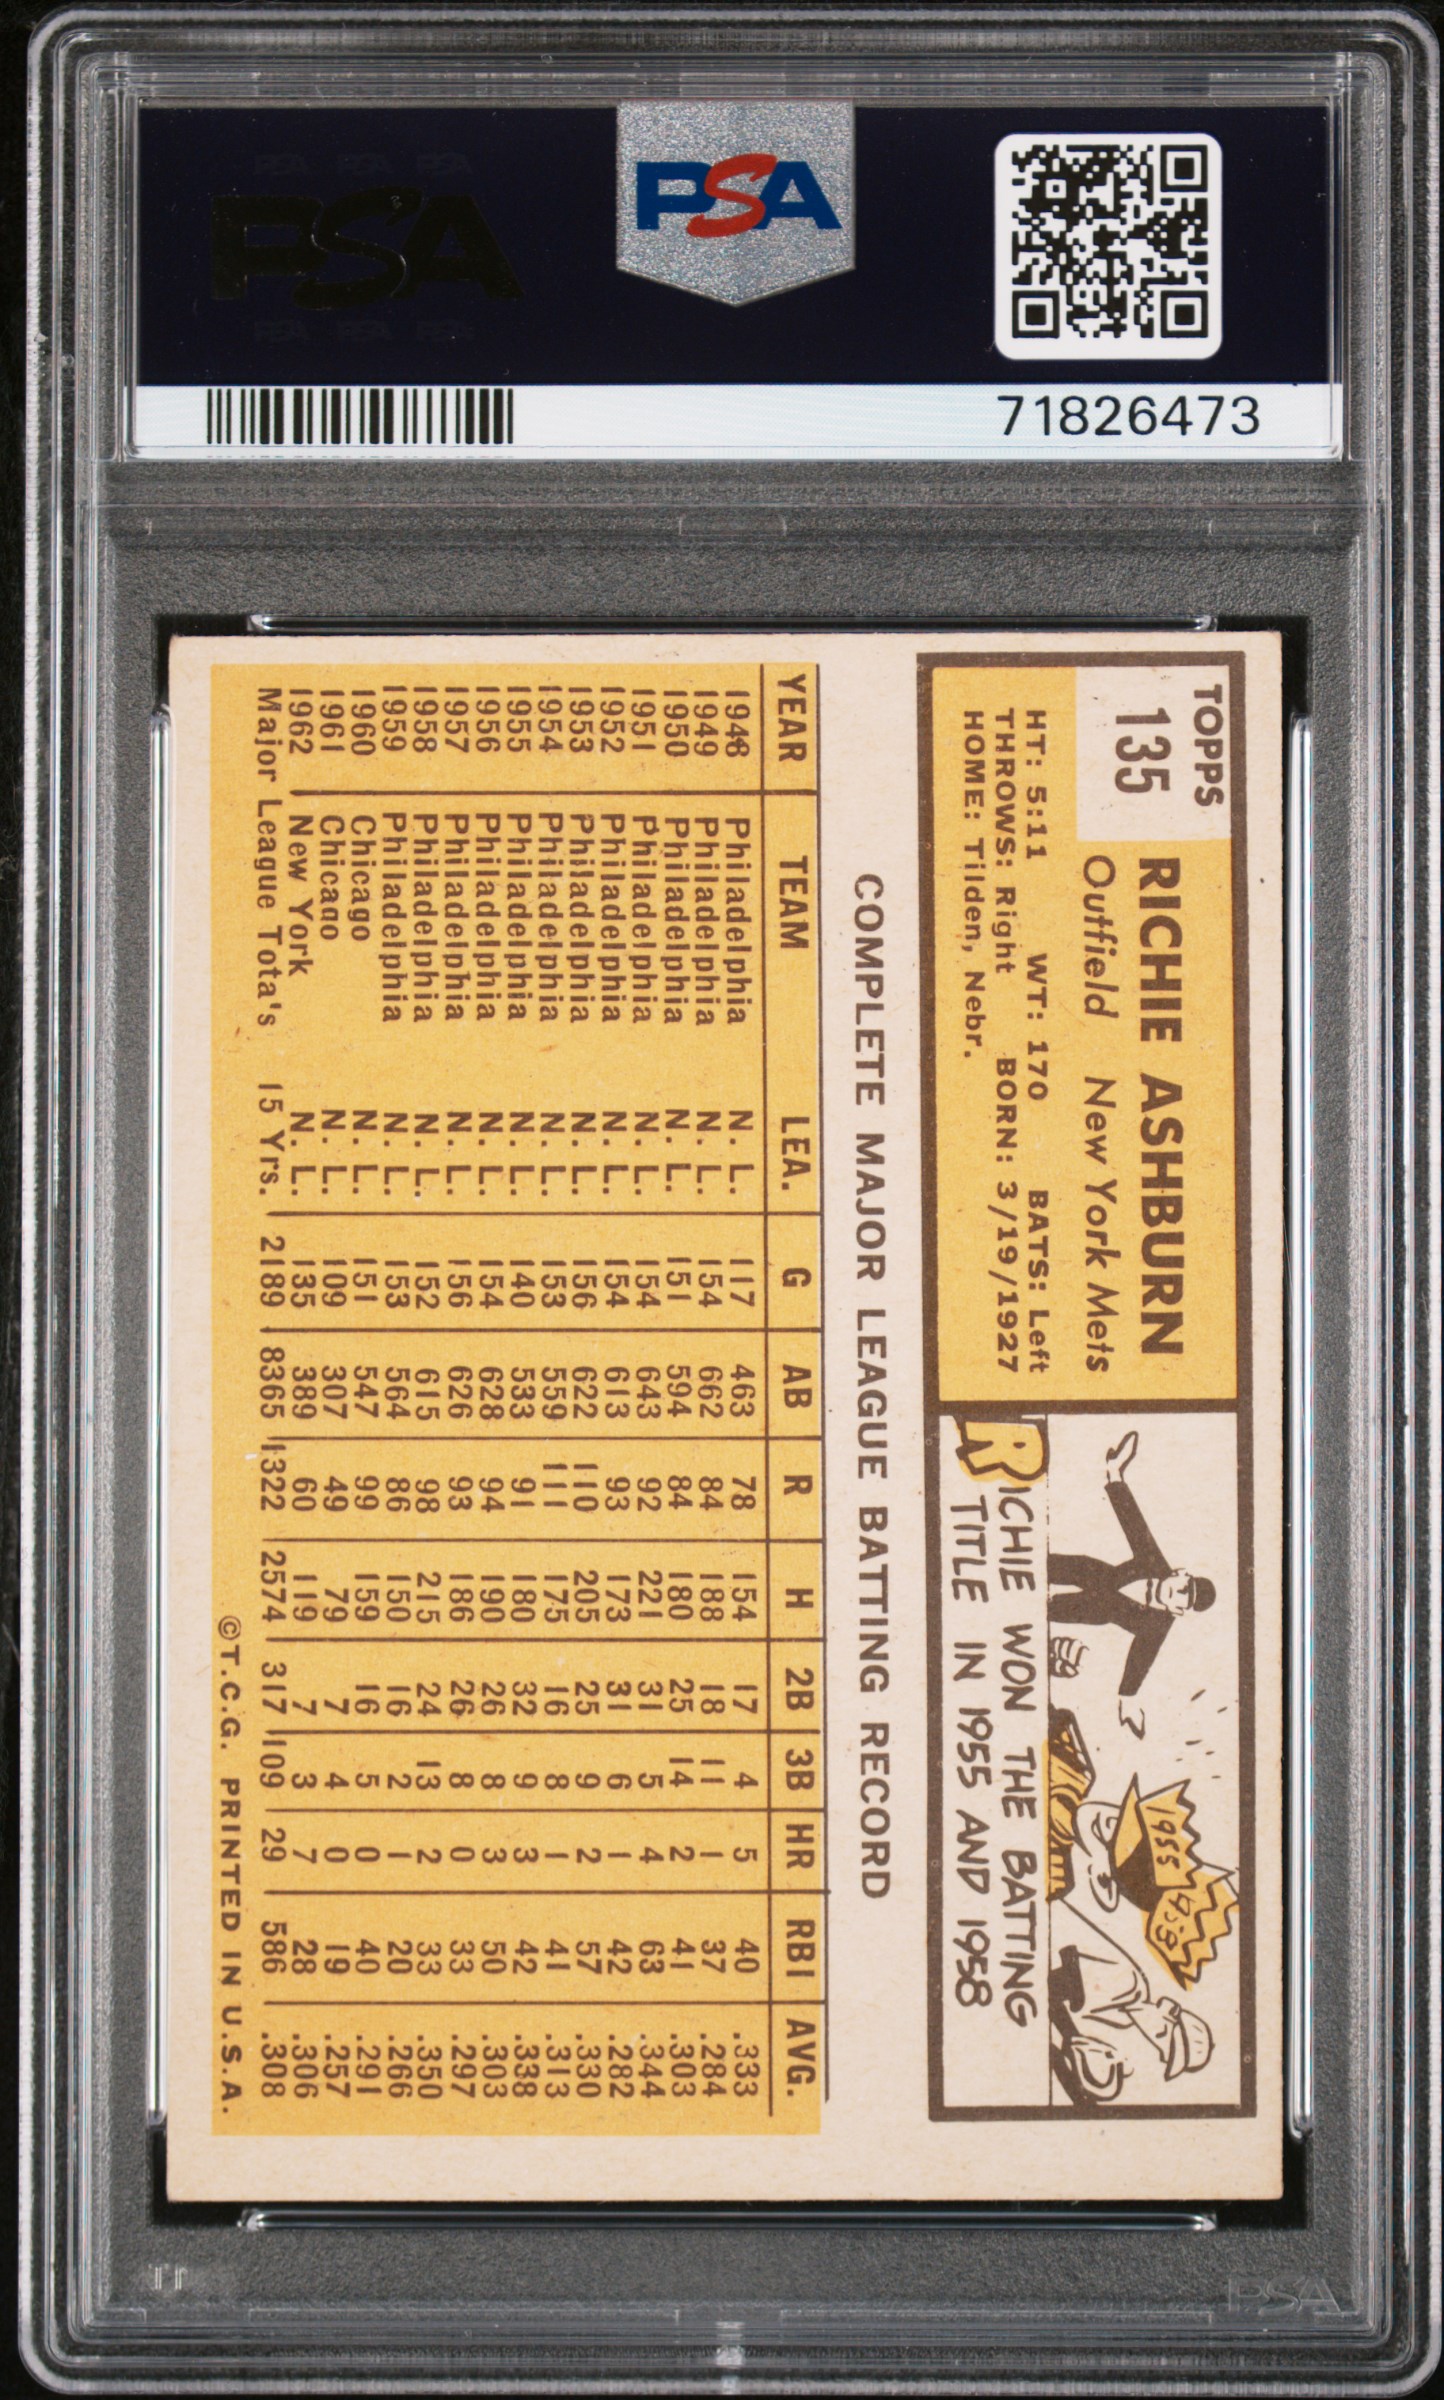 PSA
PSA
71826473
TOPPS
135
RICHIE ASHBURN
Outfield New York Mets
HT: 5:11 WT: 170 BATS: Left
THROWS: Right BORN: 3/19/1927
HOME: Tilden, Nebr.
1955
1958
RICHIE WON THE BATTING
TITLE IN 1955 AND 1958
COMPLETE MAJOR LEAGUE BATTING RECORD
YEAR TEAM LEA. G AB R H 2B 3B HR RBI AVG.
1948 Philadelphia N. L. 117 463 78 154 17 4 5 40 .333
1949 Philadelphia N. L. 154 662 84 188 18 11 1 37 .284
1950 Philadelphia N. L. 151 594 84 180 25 14 2 41 .303
1951 Philadelphia N. L. 154 643 92 221 31 5 4 63 .344
1952 Philadelphia N. L. 154 613 93 173 31 6 1 42 .282
1953 Philadelphia N. L. 156 622 110 205 25 9 2 57 .330
1954 Philadelphia N. L. 153 559 111 175 16 8 1 41 .313
1955 Philadelphia N. L. 140 533 91 180 32 9 3 42 .338
1956 Philadelphia N. L. 154 628 94 190 26 8 3 50 .303
1957 Philadelphia N. L. 156 626 93 186 26 8 0 33 .297
1958 Philadelphia N. L. 152 615 98 215 24 13 2 33 .350
1959 Philadelphia N. L. 153 564 86 150 16 2 1 20 .266
1960 Chicago N. L. 151 547 99 159 16 5 0 40 .291
1961 Chicago N. L. 109 307 49 79 7 4 0 19 .257
1962 New York N. L. 135 389 60 119 7 3 7 28 .306
Major League Tota's 15 Yrs. 2189 8365 1322 2574 317 109 29 586 .308
©T.C.G. PRINTED IN U.S.A.
PSA